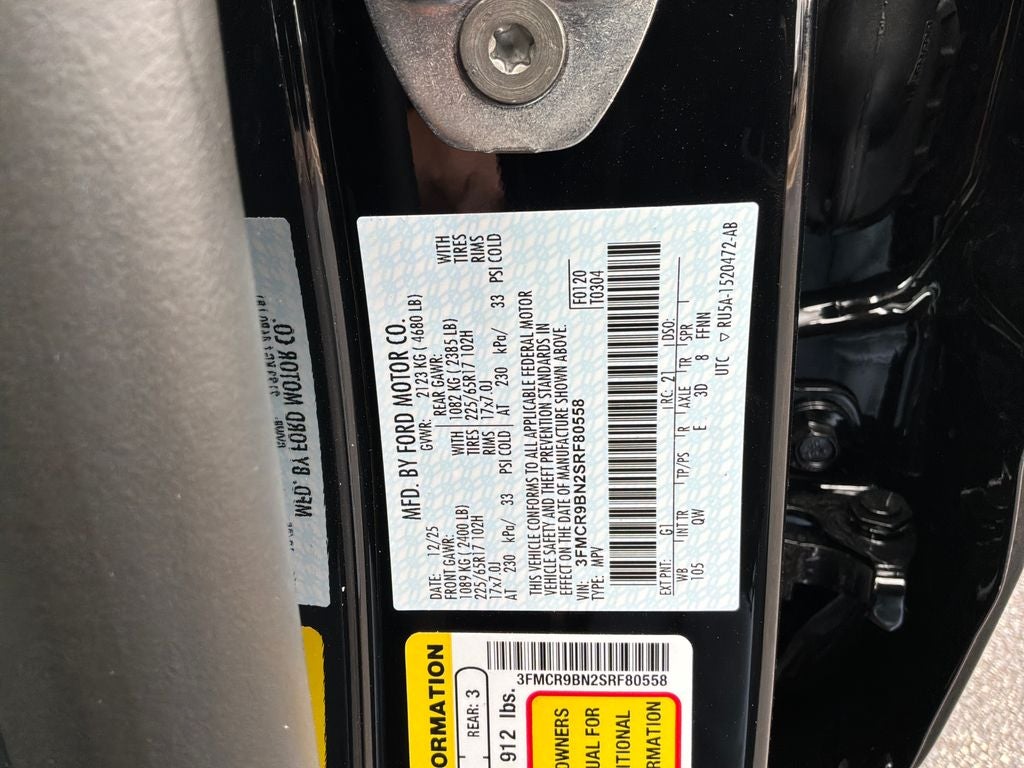 MFD. BY FORD MOTOR CO.
DATE: 12/25 GVWR: 2123 KG ( 4680 LB)
FRONT GAWR: REAR GAWR:
1089 KG ( 2400 LB) WITH 1082 KG ( 2385 LB) WITH
225/65R17 102H TIRES 225/65R17 102H TIRES
17x7.0J RIMS 17x7.0J RIMS
AT 230 kPa/ 33 PSI COLD AT 230 kPa/ 33 PSI COLD
THIS VEHICLE CONFORMS TO ALL APPLICABLE FEDERAL MOTOR
VEHICLE SAFETY AND THEFT PREVENTION STANDARDS IN
EFFECT ON THE DATE OF MANUFACTURE SHOWN ABOVE.
VIN: 3FMCR9BN2SRF80558 F0120
TYPE: MPV T0304
EXT PNT: G1 RC: 21 DSO:
WB INT TR TP/PS R AXLE TR SPR
105 QW E 3D 8 FFNN
UTC ▽ RU5A-1520472-AB
ORMATION
REAR: 3
912 lbs.
3FMCR9BN2SRF80558
OWNERS
UAL FOR
ITIONAL
RMATION
MFD. BY FORD MOTOR CO.